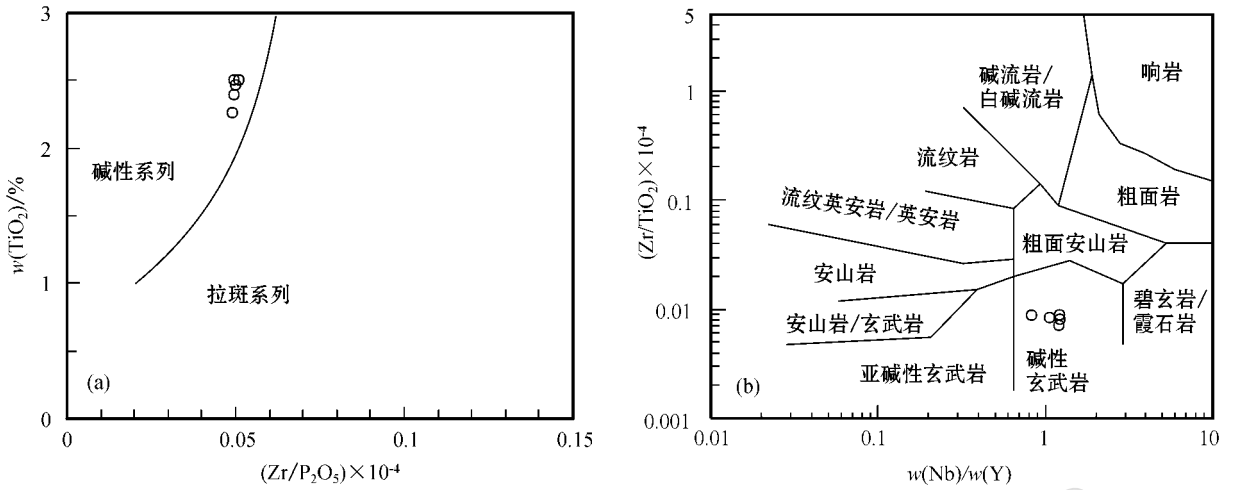 3
2
1
0
w(TiO₂)/%
碱性系列
拉斑系列
(a)
0
0.05
0.1
0.15
(Zr/P₂O₅)×10⁻⁴
5
1
0.1
0.01
0.001
(Zr/TiO₂)×10⁻⁴
碱流岩/
白碱流岩
响岩
流纹岩
粗面岩
流纹英安岩/英安岩
粗面安山岩
安山岩
碧玄岩/
霞石岩
安山岩/玄武岩
碱性
玄武岩
亚碱性玄武岩
(b)
0.01
0.1
1
10
w(Nb)/w(Y)